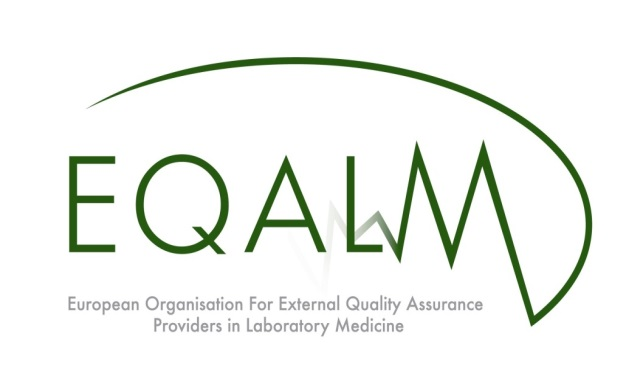 EQALM
European Organisation For External Quality Assurance
Providers in Laboratory Medicine